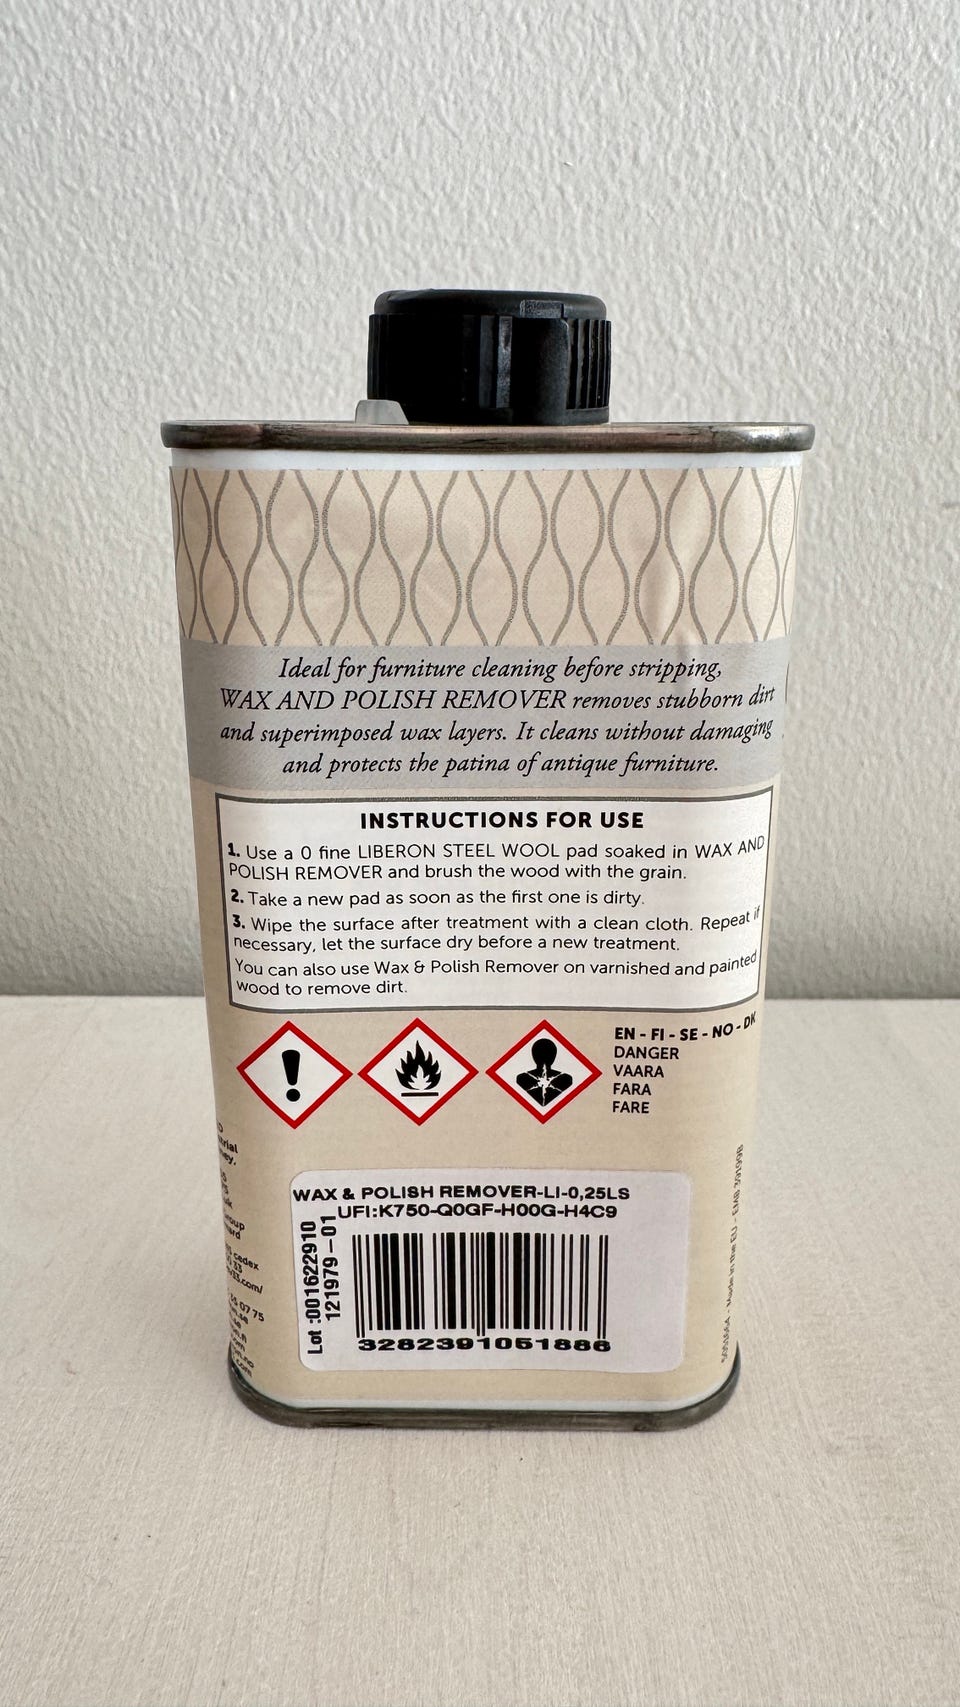 Ideal for furniture cleaning before stripping,
WAX AND POLISH REMOVER removes stubborn dirt
and superimposed wax layers. It cleans without damaging
and protects the patina of antique furniture.
INSTRUCTIONS FOR USE
1. Use a 0 fine LIBERON STEEL WOOL pad soaked in WAX AND
POLISH REMOVER and brush the wood with the grain.
2. Take a new pad as soon as the first one is dirty.
3. Wipe the surface after treatment with a clean cloth. Repeat if
necessary, let the surface dry before a new treatment.
You can also use Wax & Polish Remover on varnished and painted
wood to remove dirt.
EN - FI - SE - NO - DK
DANGER
VAARA
FARA
FARE
WAX & POLISH REMOVER-LI-0,25LS
UFI:K750-Q0GF-H00G-H4C9
Lot :001622910
121979-01
3282391051886
Made in the EU - EMB 39199B